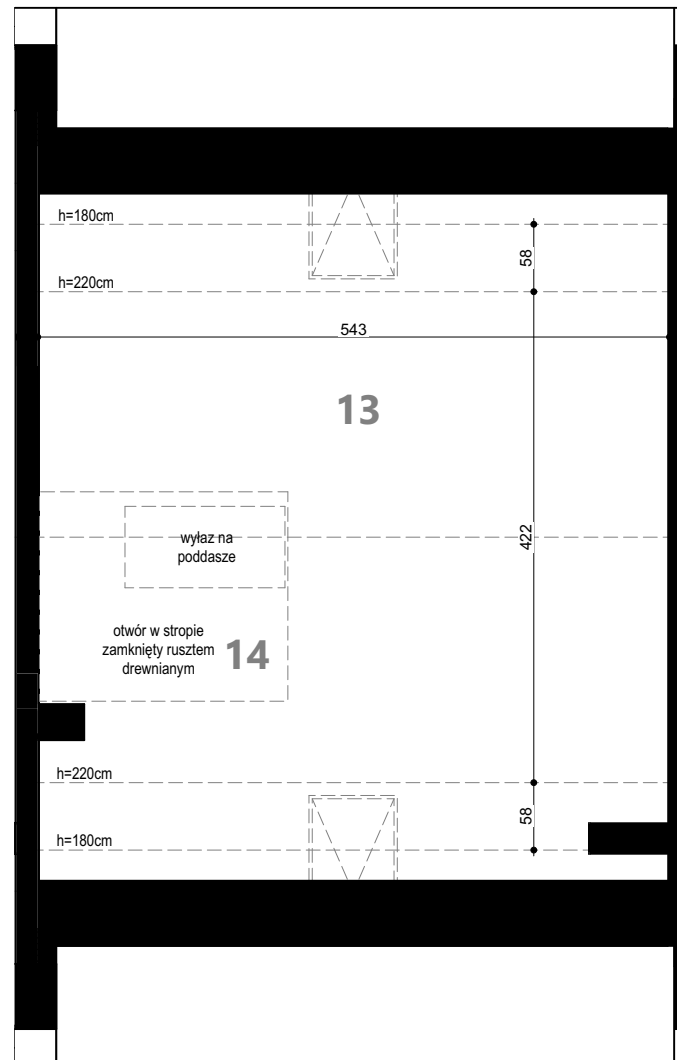 h=180cm
58
h=220cm
543
13
422
wyłaz na
poddasze
otwór w stropie
zamknięty rusztem
drewnianym
14
h=220cm
58
h=180cm